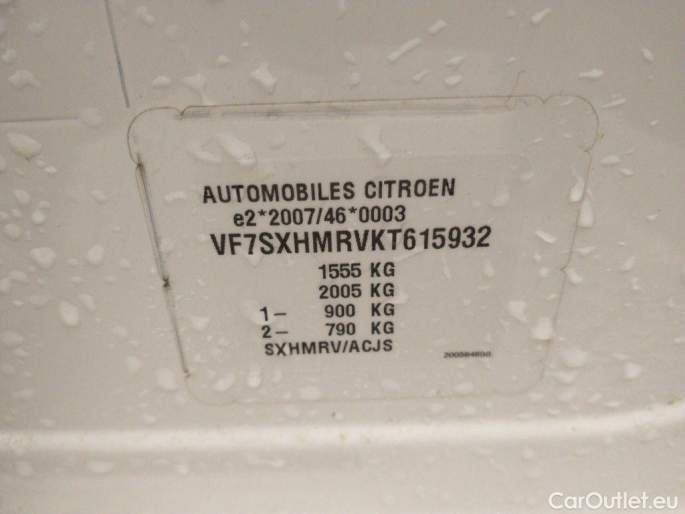 AUTOMOBILES CITROEN
e2*2007/46*0003
VF7SXHMRVKT615932
1555 KG
2005 KG
1- 900 KG
2- 790 KG
SXHMRV/ACJS
CarOutlet.eu